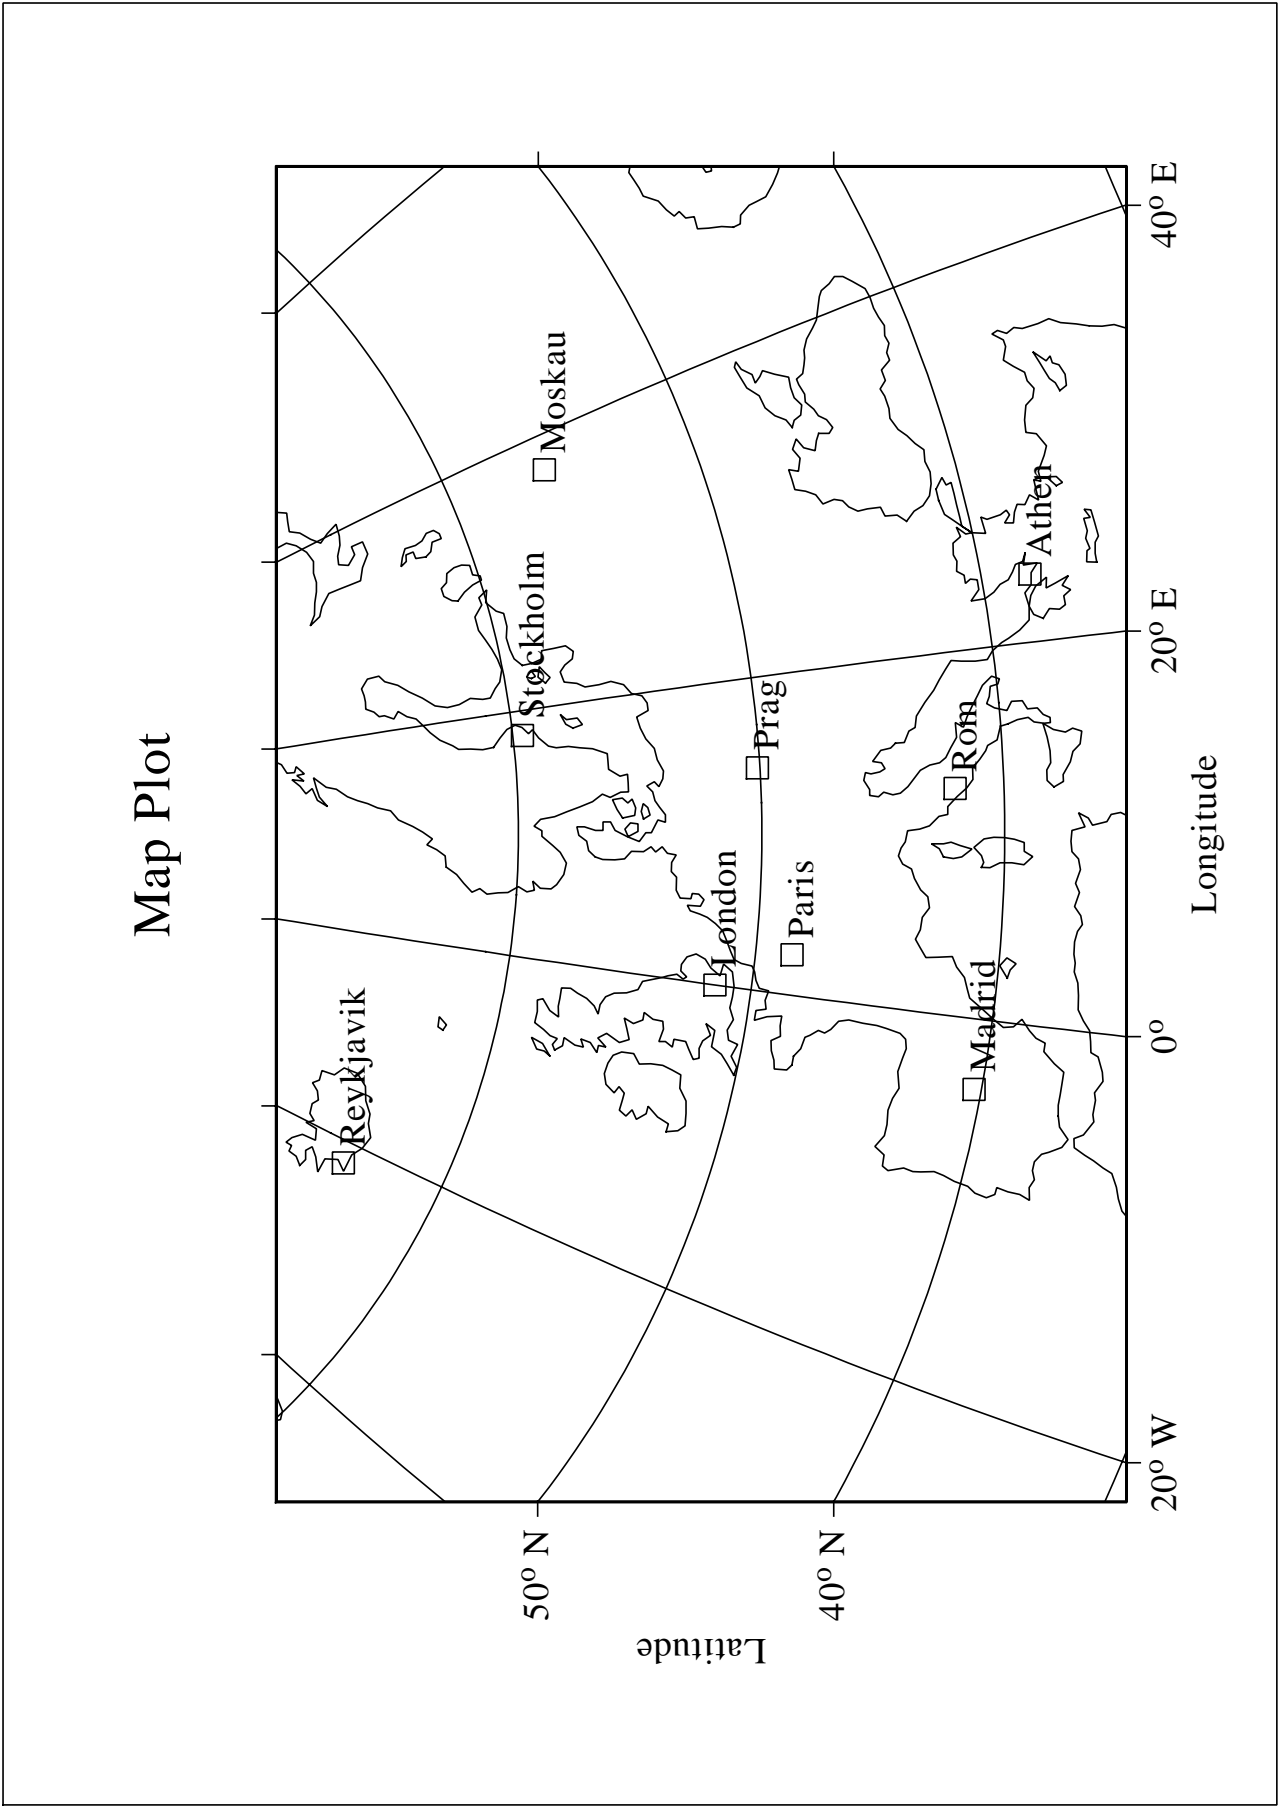 Map Plot
Reykjavik
Moskau
Stockholm
London
Prag
Paris
Rom
Madrid
Athen
50° N
40° N
Latitude
20° W
0°
20° E
40° E
Longitude